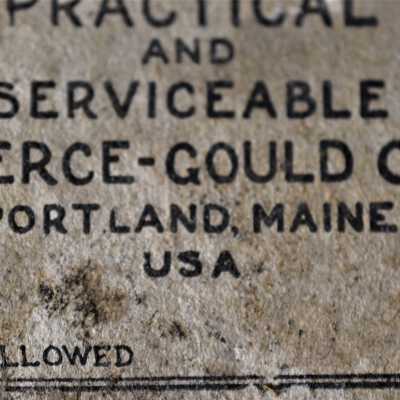 PRACTICAL
AND
SERVICEABLE
ERCE-GOULD C
PORTLAND, MAINE
USA
LLOWED